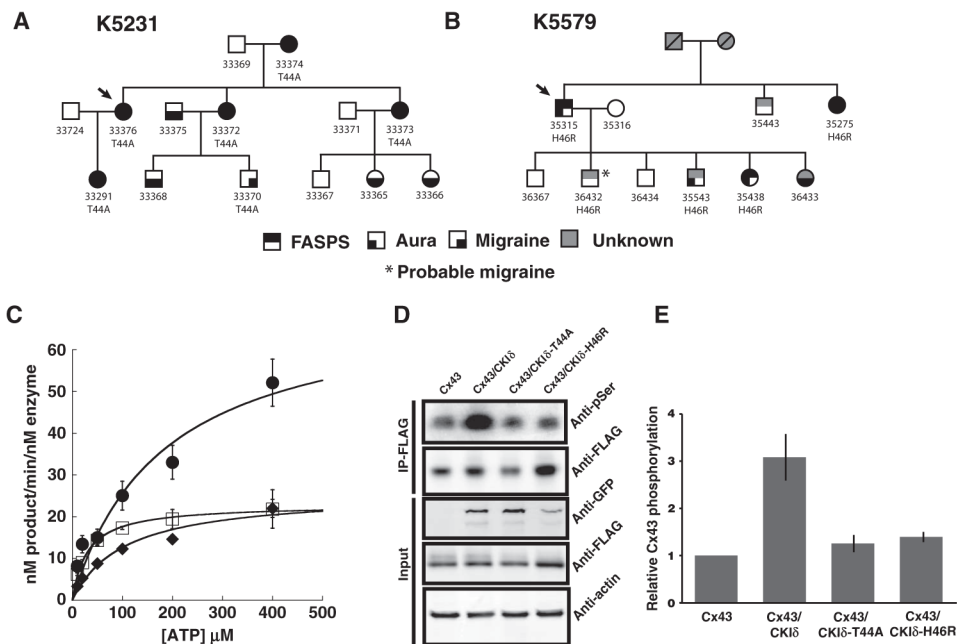 A
K5231
33369
33374
T44A
33724
33376
T44A
33375
33372
T44A
33371
33373
T44A
33291
T44A
33368
33370
T44A
33367
33365
33366
B
K5579
35315
H46R
35316
35443
35275
H46R
36367
36432
H46R
*
36434
35543
H46R
35438
H46R
36433
FASPS
Aura
Migraine
Unknown
* Probable migraine
C
nM product/min/nM enzyme
60
50
40
30
20
10
0
0
100
200
300
400
500
[ATP] μM
D
Cx43
Cx43/CKIδ
Cx43/CKIδ-T44A
Cx43/CKIδ-H46R
IP-FLAG
Anti-pSer
Anti-FLAG
Input
Anti-GFP
Anti-FLAG
Anti-actin
E
Relative Cx43 phosphorylation
4
3
2
1
0
Cx43
Cx43/
CKIδ
Cx43/
CKIδ-T44A
Cx43/
CKIδ-H46R